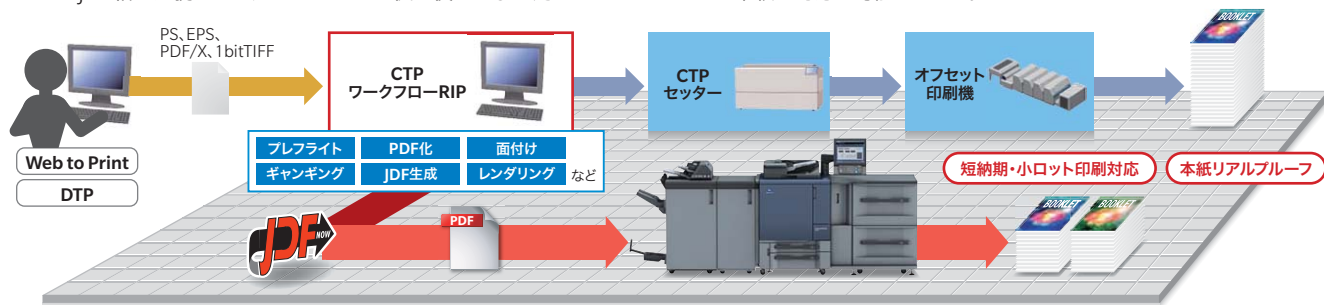 PS、EPS、
PDF/X、1bitTIFF
CTP
ワークフローRIP
CTP
セッター
オフセット
印刷機
BOOKLET
Web to Print
DTP
プレフライト
PDF化
面付け
ギャンギング
JDF生成
レンダリング
など
短納期・小ロット印刷対応
本紙リアルプルーフ
JDF NOW
PDF
BOOKLET
BOOKLET